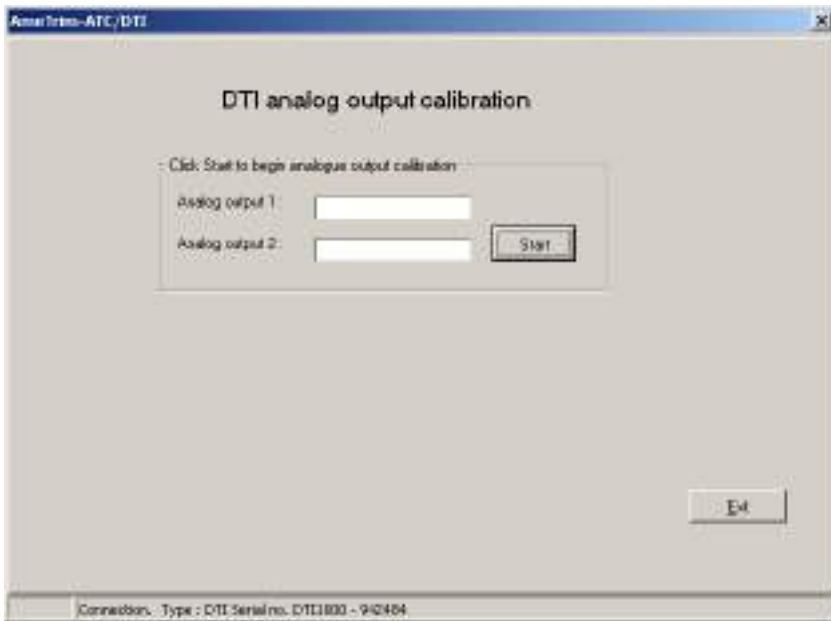 AmeTrim-ATC/DTI
DTI analog output calibration
Click Start to begin analogue output calibration
Analog output 1:
Analog output 2:
Start
Exit
Connection. Type : DTI Serial no. DTI1000 - 942484